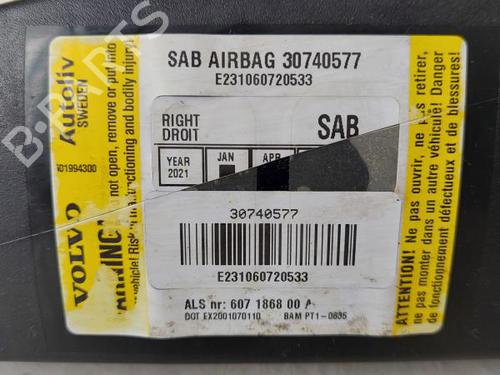 SAB AIRBAG 30740577
E231060720533
RIGHT
DROIT
SAB
YEAR
2021
JAN
APR
30740577
E231060720533
ALS nr: 607 1868 00 A
DOT EX2001070110
BAM PT1-0635
Autoliv
SWEDEN
601994300
VOLVO
not open, remove or put into
vehicle! Risk
functioning and bodily injury!
ATTENTION! Ne pas ouvrir, ne pas retirer,
ne pas monter dans un autre véhicule! Danger
de fonctionnement défectueux et de blessures!
B-PARTS